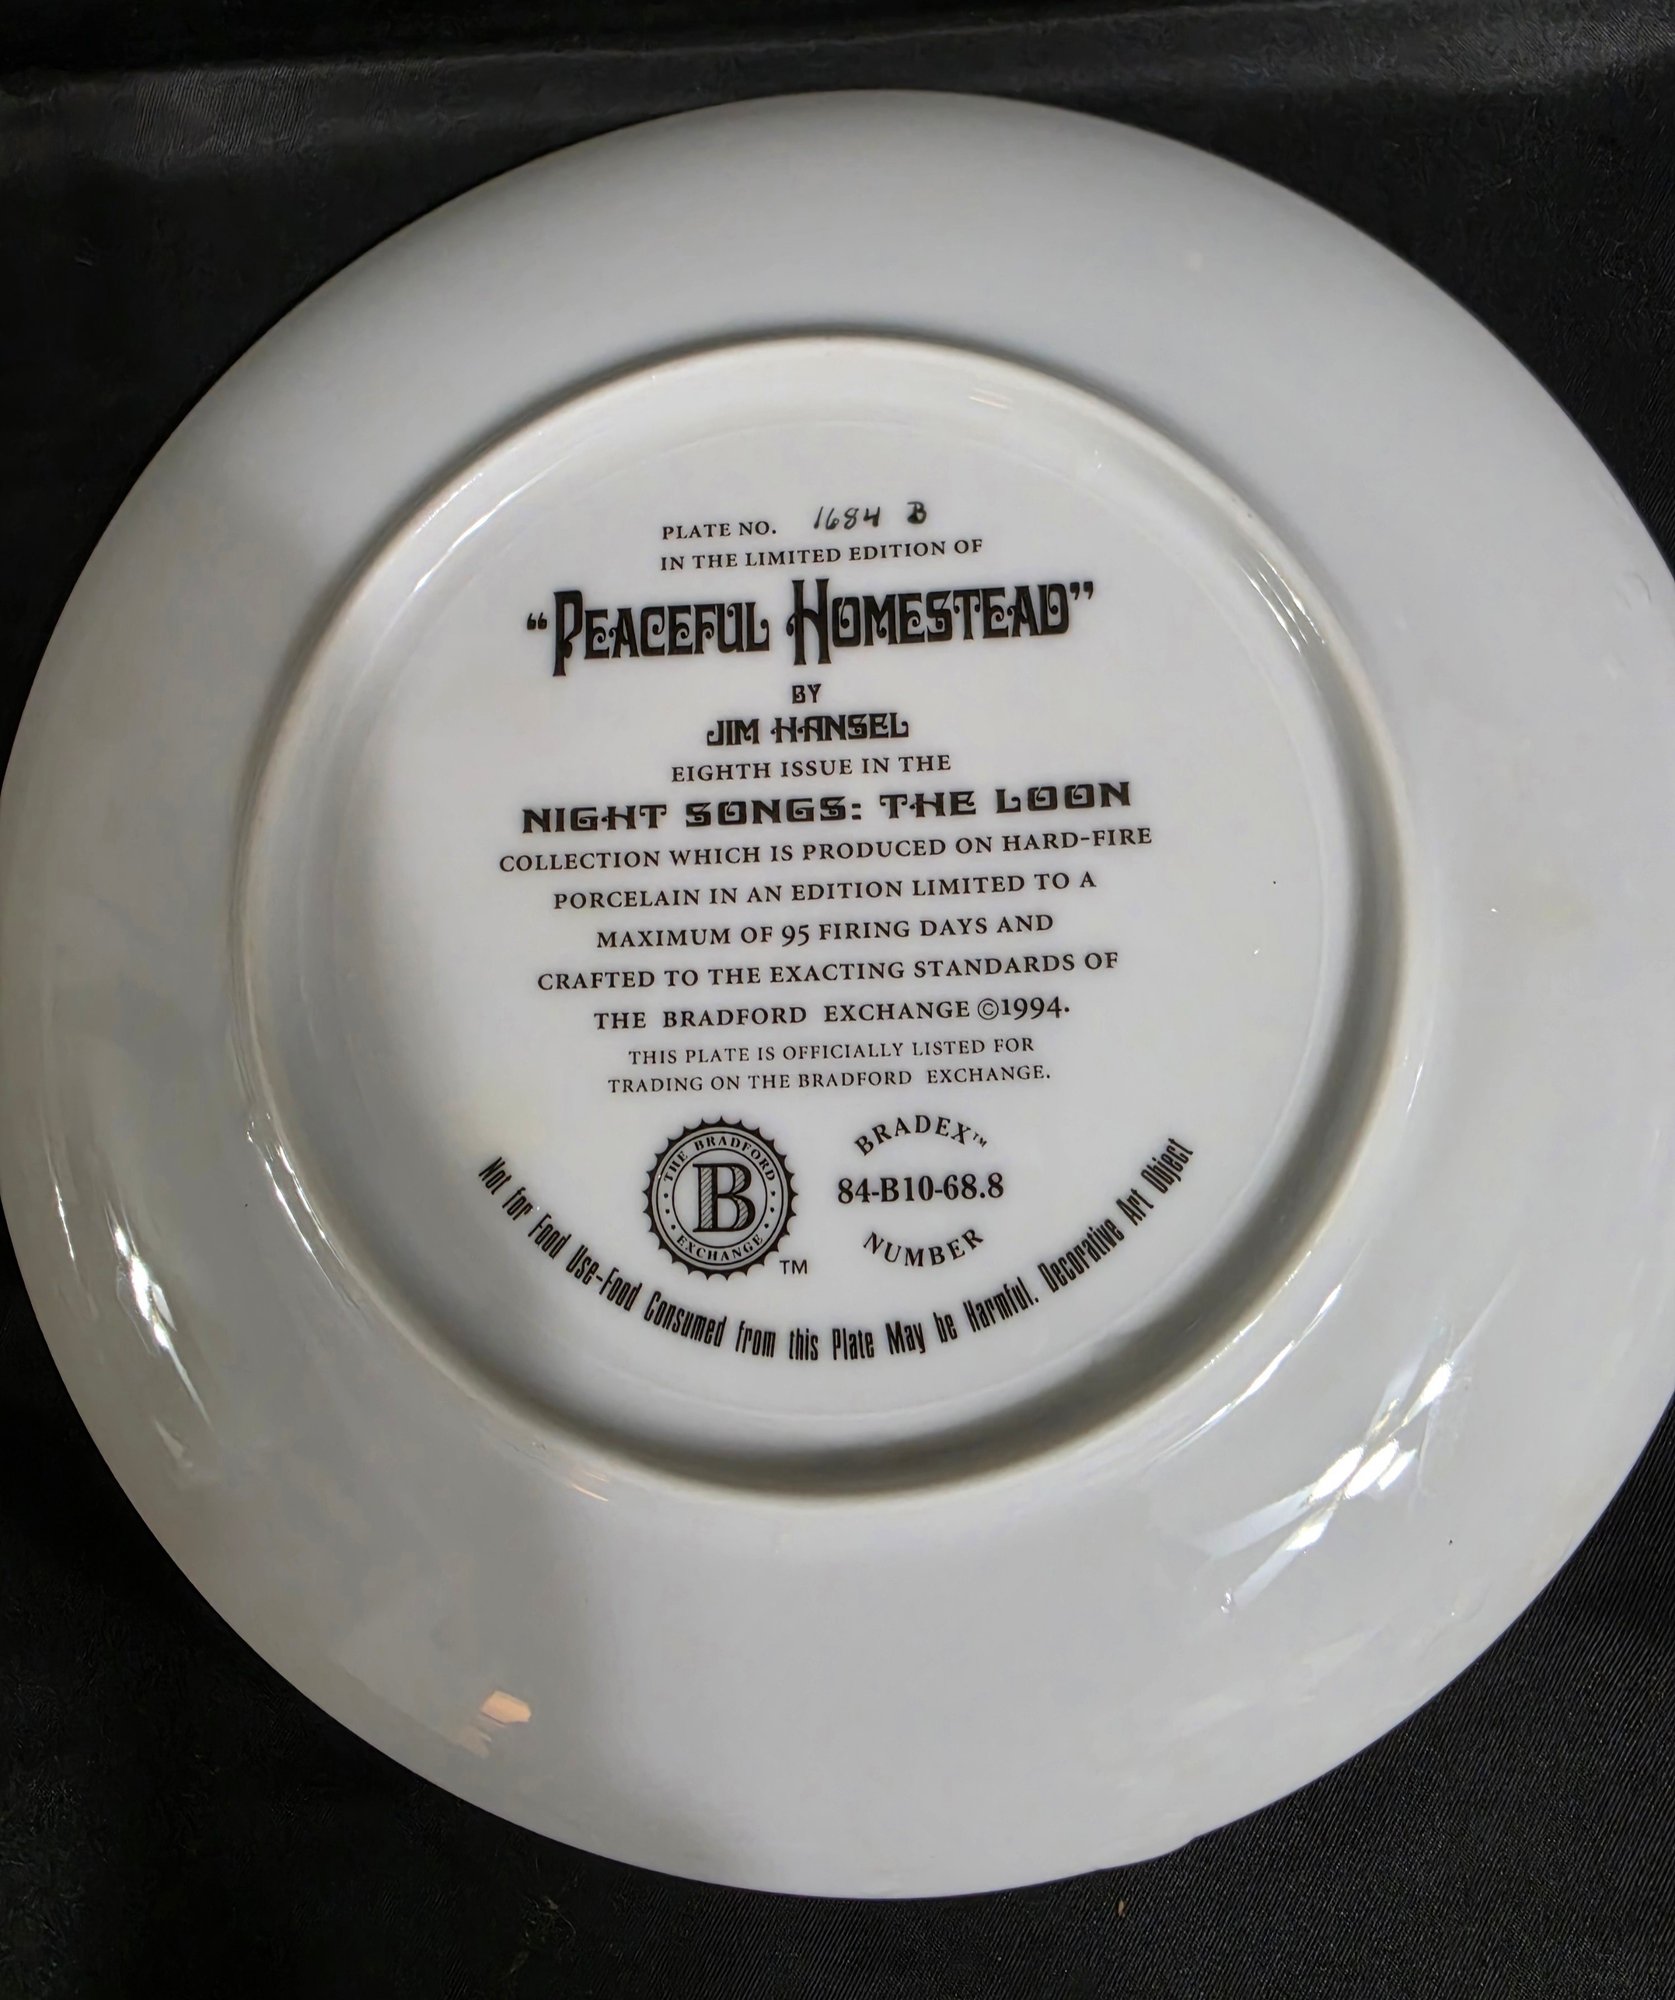 PLATE NO. 1684 B
IN THE LIMITED EDITION OF
“PEACEFUL HOMESTEAD”
BY
JIM HANSEL
EIGHTH ISSUE IN THE
NIGHT SONGS: THE LOON
COLLECTION WHICH IS PRODUCED ON HARD-FIRE
PORCELAIN IN AN EDITION LIMITED TO A
MAXIMUM OF 95 FIRING DAYS AND
CRAFTED TO THE EXACTING STANDARDS OF
THE BRADFORD EXCHANGE ©1994.
THIS PLATE IS OFFICIALLY LISTED FOR
TRADING ON THE BRADFORD EXCHANGE.
THE BRADFORD
B
EXCHANGE
TM
BRADEX™
84-B10-68.8
NUMBER
Not for Food Use-Food Consumed from this Plate May be Harmful. Decorative Art Object